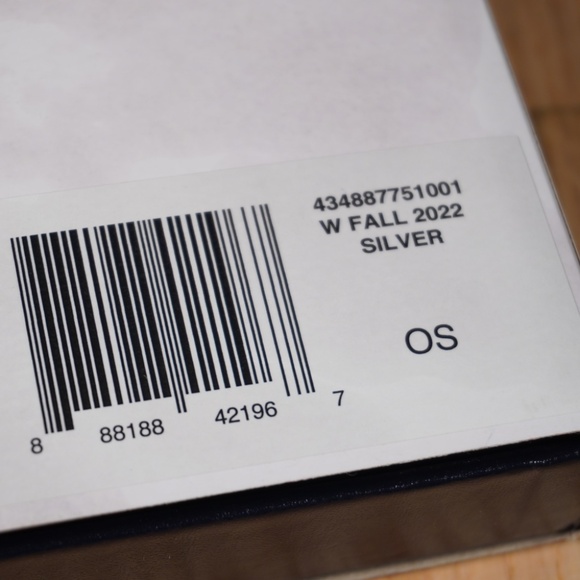 434887751001
W FALL 2022
SILVER
OS
8 88188 42196 7